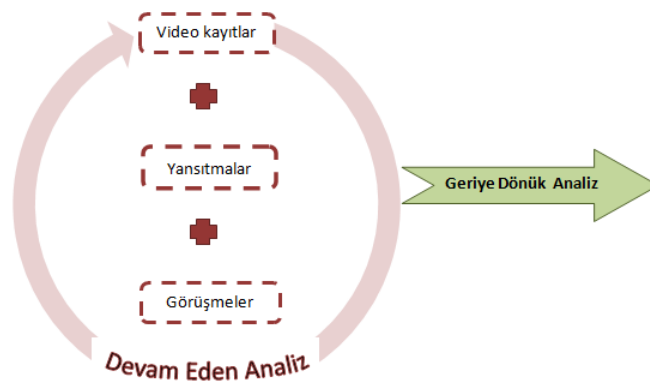 Video kayıtlar
Yansıtmalar
Geriye Dönük Analiz
Görüşmeler
Devam Eden Analiz